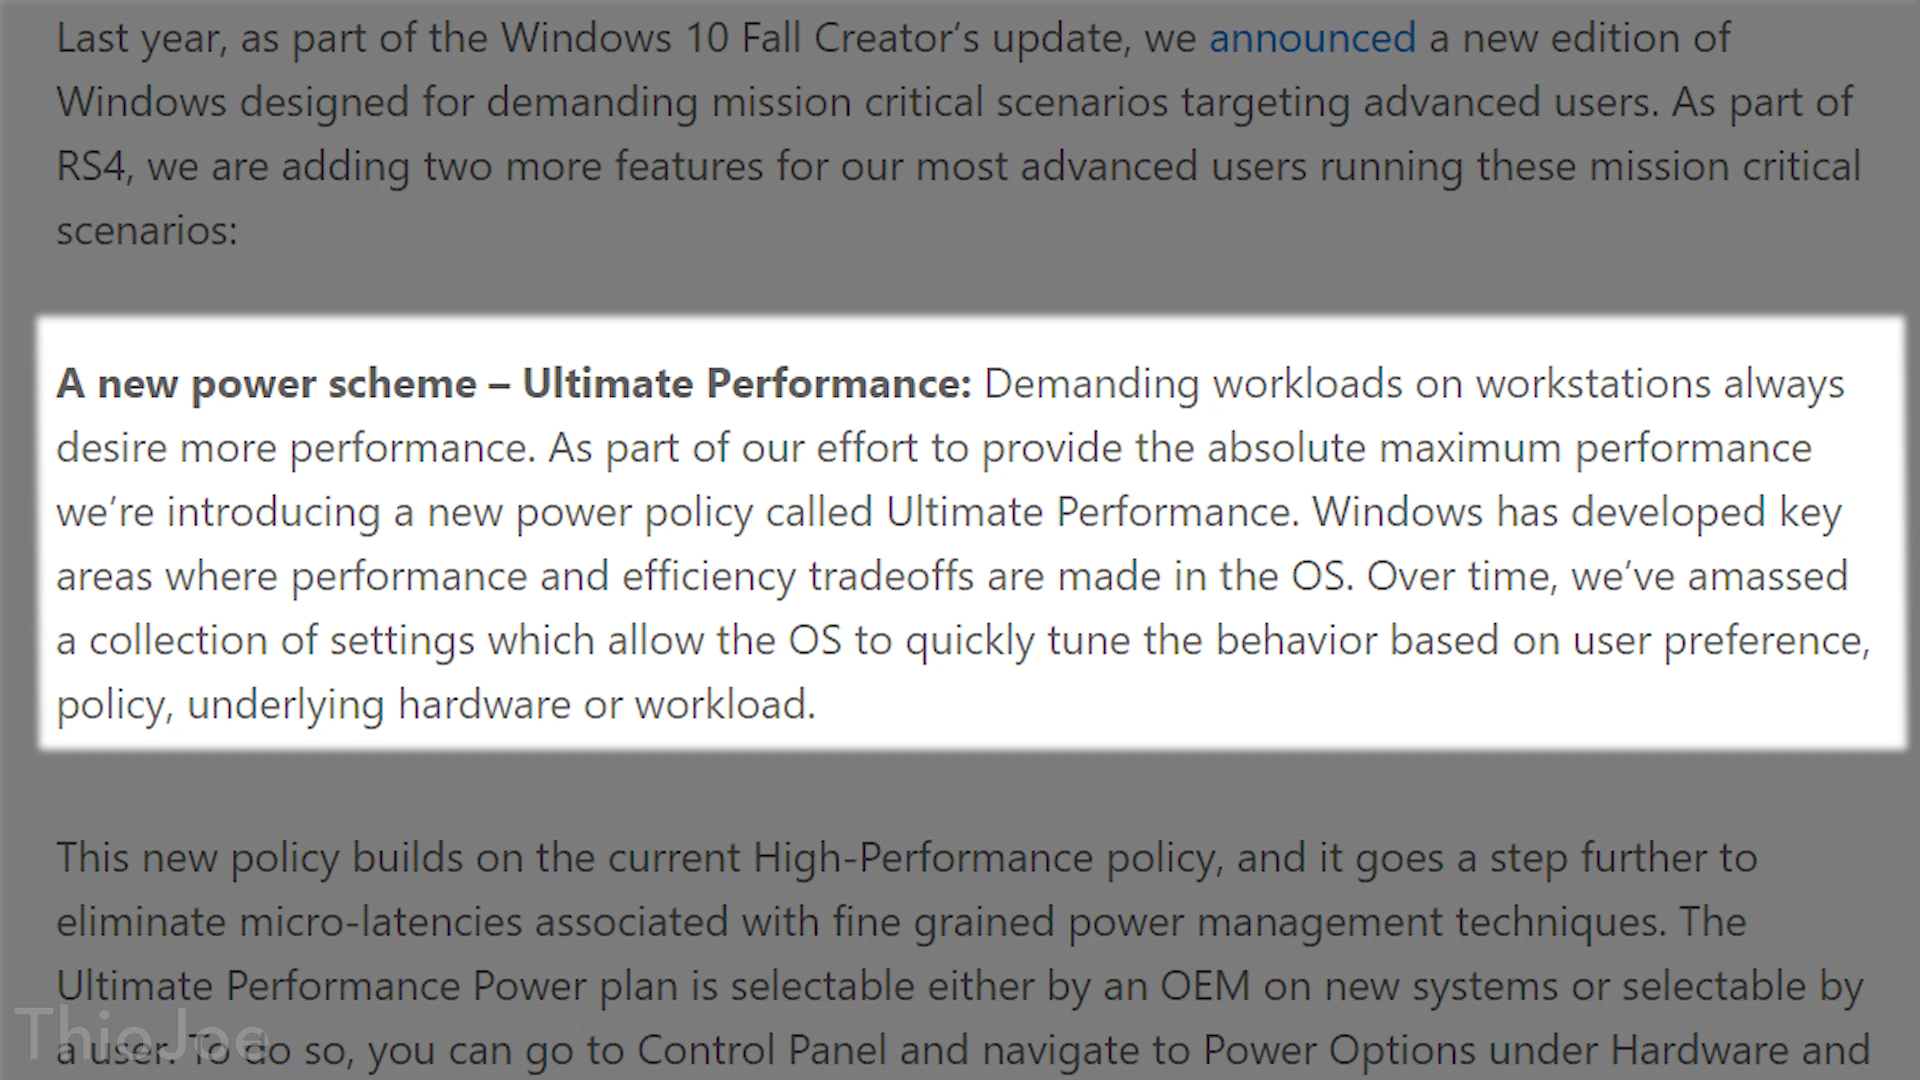 Last year, as part of the Windows 10 Fall Creator’s update, we announced a new edition of
Windows designed for demanding mission critical scenarios targeting advanced users. As part of
RS4, we are adding two more features for our most advanced users running these mission critical
scenarios:
A new power scheme – Ultimate Performance: Demanding workloads on workstations always
desire more performance. As part of our effort to provide the absolute maximum performance
we’re introducing a new power policy called Ultimate Performance. Windows has developed key
areas where performance and efficiency tradeoffs are made in the OS. Over time, we’ve amassed
a collection of settings which allow the OS to quickly tune the behavior based on user preference,
policy, underlying hardware or workload.
This new policy builds on the current High-Performance policy, and it goes a step further to
eliminate micro-latencies associated with fine grained power management techniques. The
Ultimate Performance Power plan is selectable either by an OEM on new systems or selectable by
a user. To do so, you can go to Control Panel and navigate to Power Options under Hardware and
ThioJoe